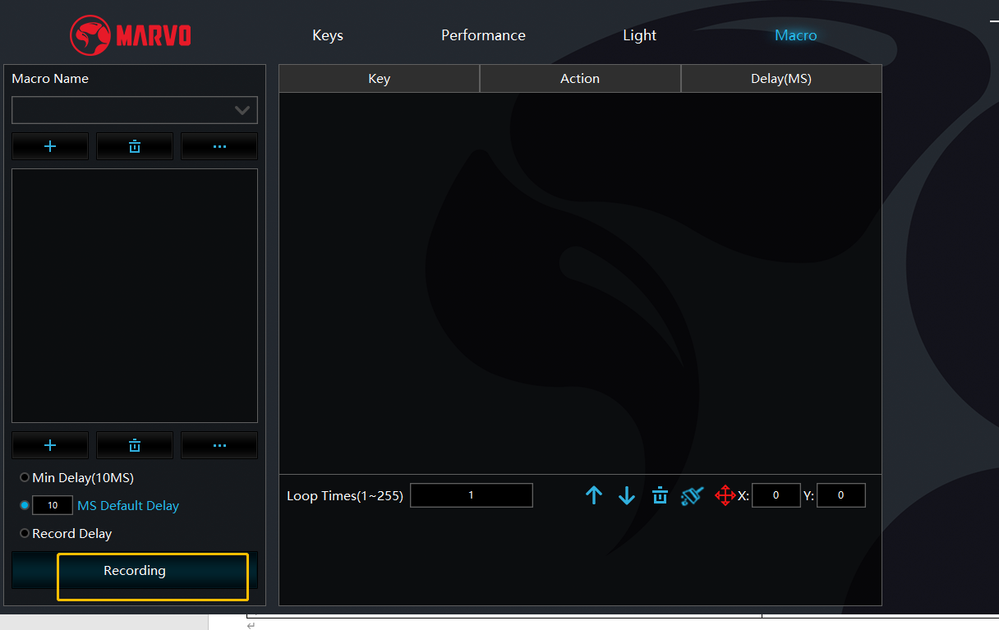 MARVO
Keys Performance Light Macro
Macro Name
Key Action Delay(MS)
Min Delay(10MS)
10 MS Default Delay
Record Delay
Recording
Loop Times(1~255) 1 X: 0 Y: 0